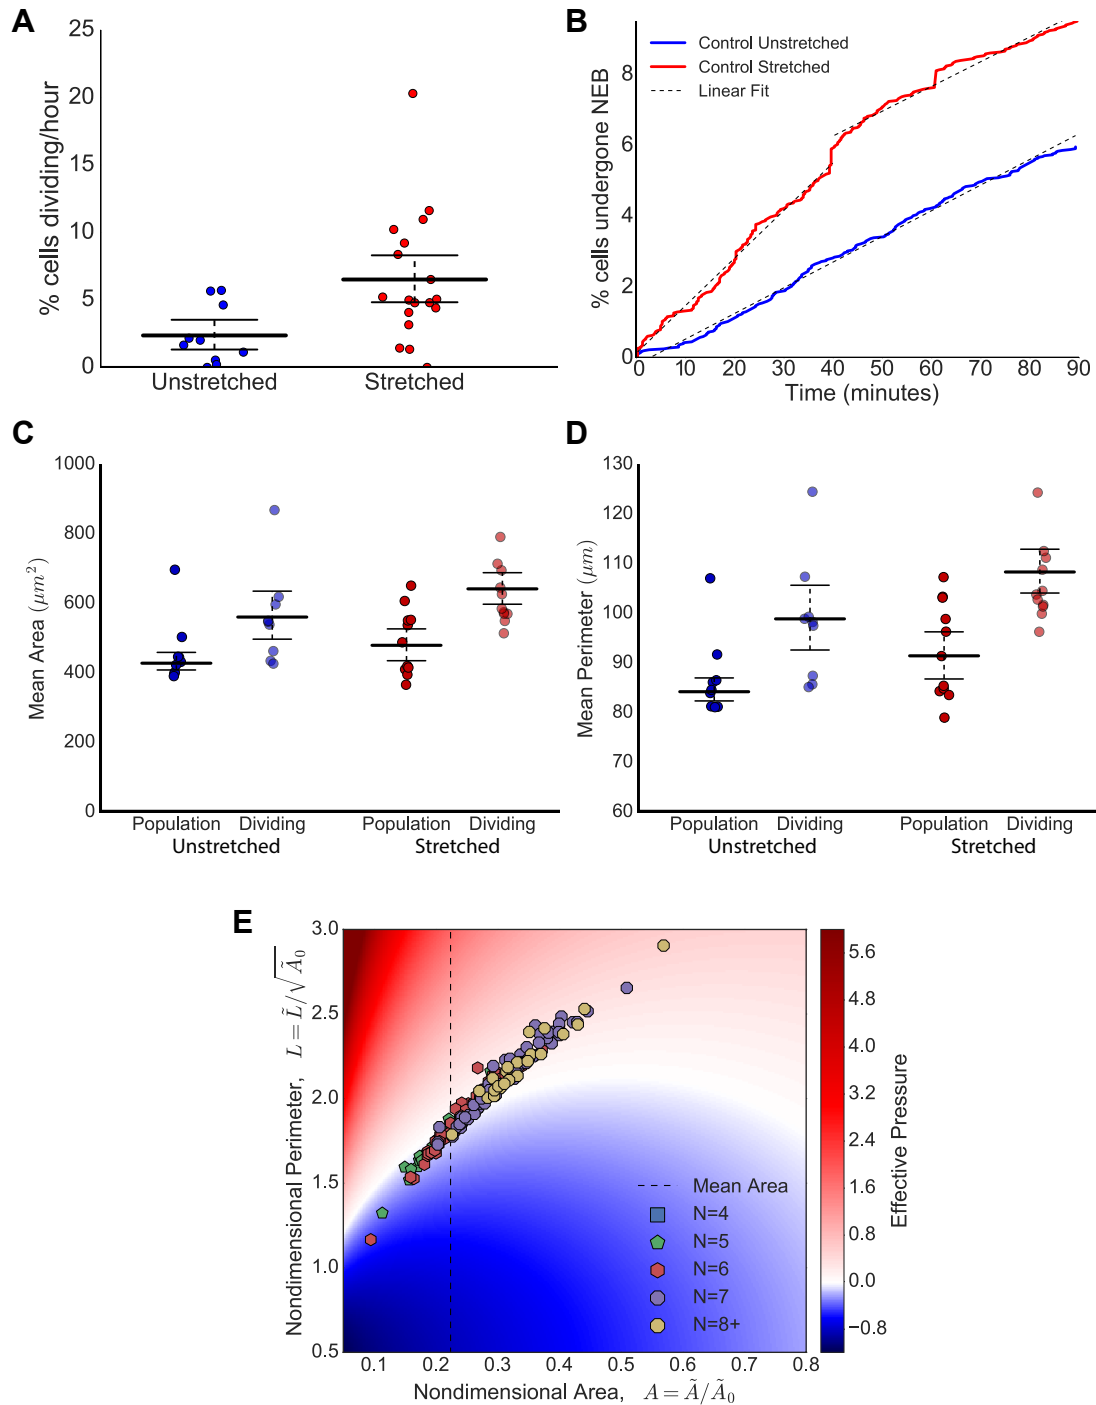 A
% cells dividing/hour
25
20
15
10
5
0
Unstretched
Stretched
B
% cells undergone NEB
8
6
4
2
0
Control Unstretched
Control Stretched
Linear Fit
0 10 20 30 40 50 60 70 80 90
Time (minutes)
C
Mean Area (μm²)
1000
800
600
400
200
0
Population Dividing Population Dividing
Unstretched Stretched
D
Mean Perimeter (μm)
130
120
110
100
90
80
70
60
Population Dividing Population Dividing
Unstretched Stretched
E
Nondimensional Perimeter, L = L̃/√Ã₀
3.0
2.5
2.0
1.5
1.0
0.5
Mean Area
N=4
N=5
N=6
N=7
N=8+
0.1 0.2 0.3 0.4 0.5 0.6 0.7 0.8
Nondimensional Area, A = Ã/Ã₀
5.6
4.8
4.0
3.2
2.4
1.6
0.8
0.0
−0.8
Effective Pressure